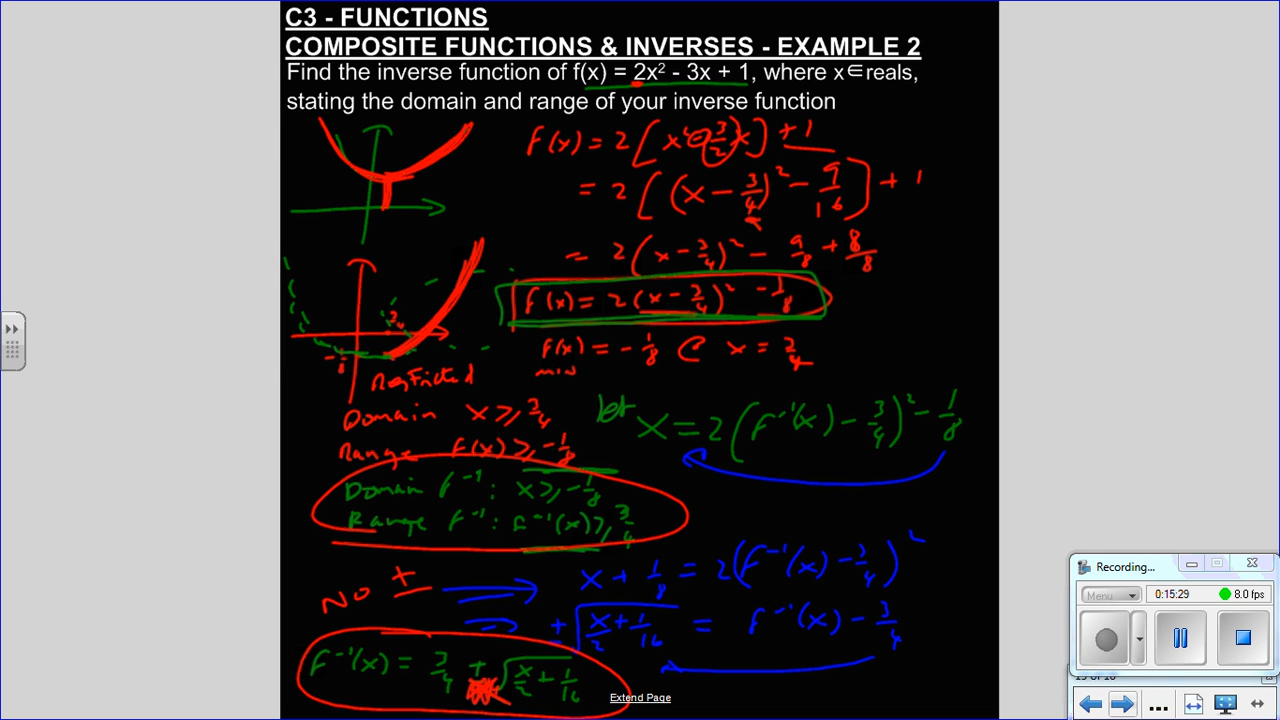 C3 - FUNCTIONS
COMPOSITE FUNCTIONS & INVERSES - EXAMPLE 2
Find the inverse function of f(x) = 2x² - 3x + 1, where x∈reals,
stating the domain and range of your inverse function
f(x) = 2[x² - (3/2)x] + 1
= 2[(x - 3/4)² - 9/16] + 1
= 2(x - 3/4)² - 9/8 + 8/8
f(x) = 2(x - 3/4)² - 1/8
f(x) = -1/8 @ x = 3/4
min
3/4
-1/8
Restricted
Domain x ≥ 3/4
Range f(x) ≥ -1/8
let x = 2(f⁻¹(x) - 3/4)² - 1/8
Domain f⁻¹: x ≥ -1/8
Range f⁻¹: f⁻¹(x) ≥ 3/4
x + 1/8 = 2(f⁻¹(x) - 3/4)²
NO ±
+√(x/2 + 1/16) = f⁻¹(x) - 3/4
f⁻¹(x) = 3/4 + √(x/2 + 1/16)
Extend Page
Recording...
Menu
0:15:29
8.0 fps